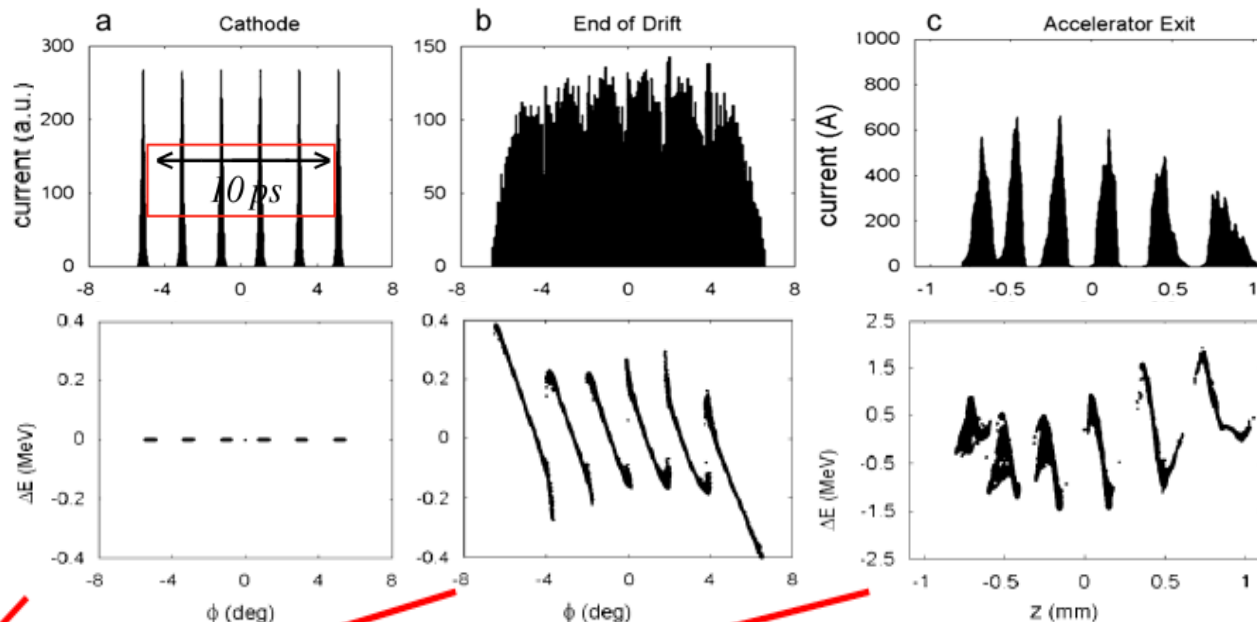 a Cathode
300
200
100
0
current (a.u.)
10 ps
-8 -4 0 4 8
0.4
0.2
0
-0.2
-0.4
ΔE (MeV)
-8 -4 0 4 8
ϕ (deg)
b End of Drift
150
100
50
0
-8 -4 0 4 8
0.4
0.2
0
-0.2
-0.4
-8 -4 0 4 8
ϕ (deg)
c Accelerator Exit
1000
800
600
400
200
0
current (A)
-1 -0.5 0 0.5 1
2.5
1.5
0.5
-0.5
-1.5
-2.5
ΔE (MeV)
-1 -0.5 0 0.5 1
z (mm)